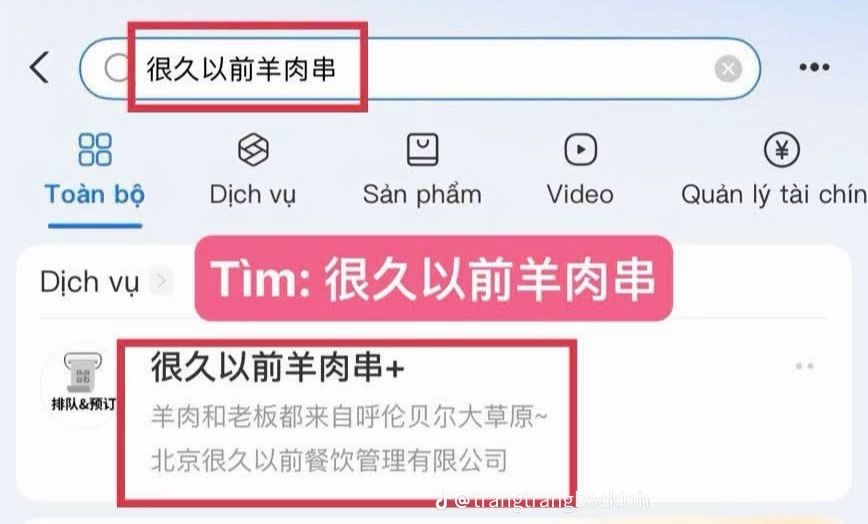 很久以前羊肉串
Toàn bộ
Dịch vụ
Sản phẩm
Video
Quản lý tài chín
Dịch vụ
Tìm: 很久以前羊肉串
很久以前羊肉串+
排队&预订
羊肉和老板都来自呼伦贝尔大草原~
北京很久以前餐饮管理有限公司
@trangtrangbackinh